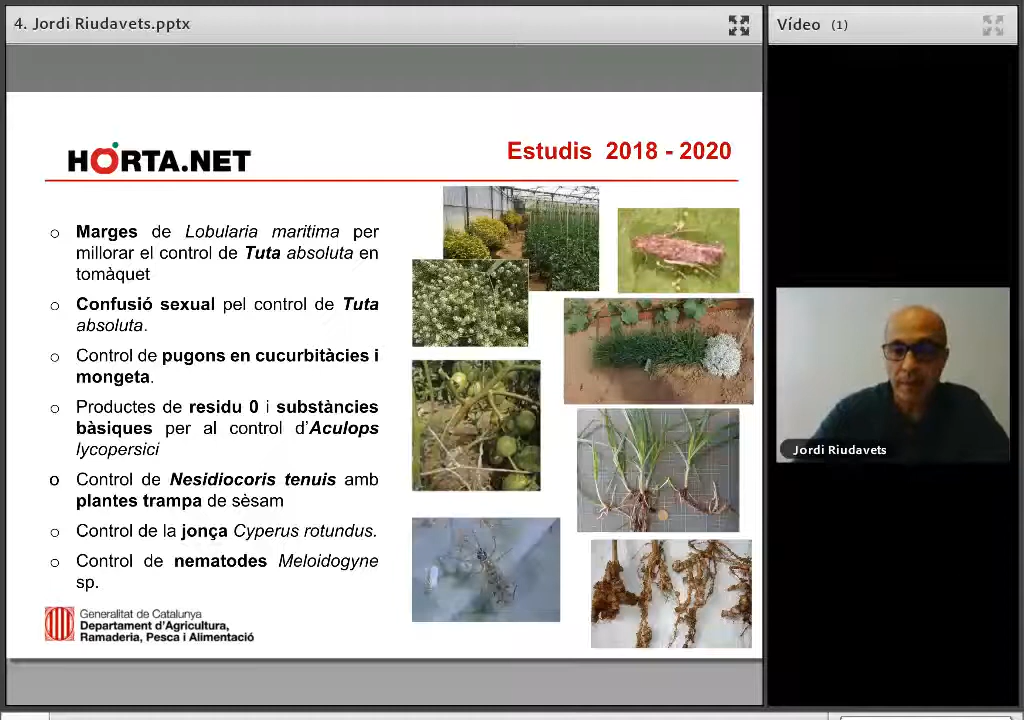 4. Jordi Riudavets.pptx
Vídeo (1)
HORTA.NET
Estudis 2018 - 2020
o Marges de Lobularia maritima per
millorar el control de Tuta absoluta en
tomàquet
o Confusió sexual pel control de Tuta
absoluta.
o Control de pugons en cucurbitàcies i
mongeta.
o Productes de residu 0 i substàncies
bàsiques per al control d'Aculops
lycopersici
o Control de Nesidiocoris tenuis amb
plantes trampa de sèsam
o Control de la jonça Cyperus rotundus.
o Control de nematodes Meloidogyne
sp.
Generalitat de Catalunya
Departament d'Agricultura,
Ramaderia, Pesca i Alimentació
Jordi Riudavets